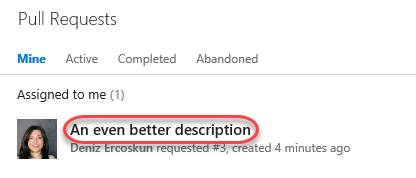 Pull Requests
Mine Active Completed Abandoned
Assigned to me (1)
An even better description
Deniz Ercoskun requested #3, created 4 minutes ago